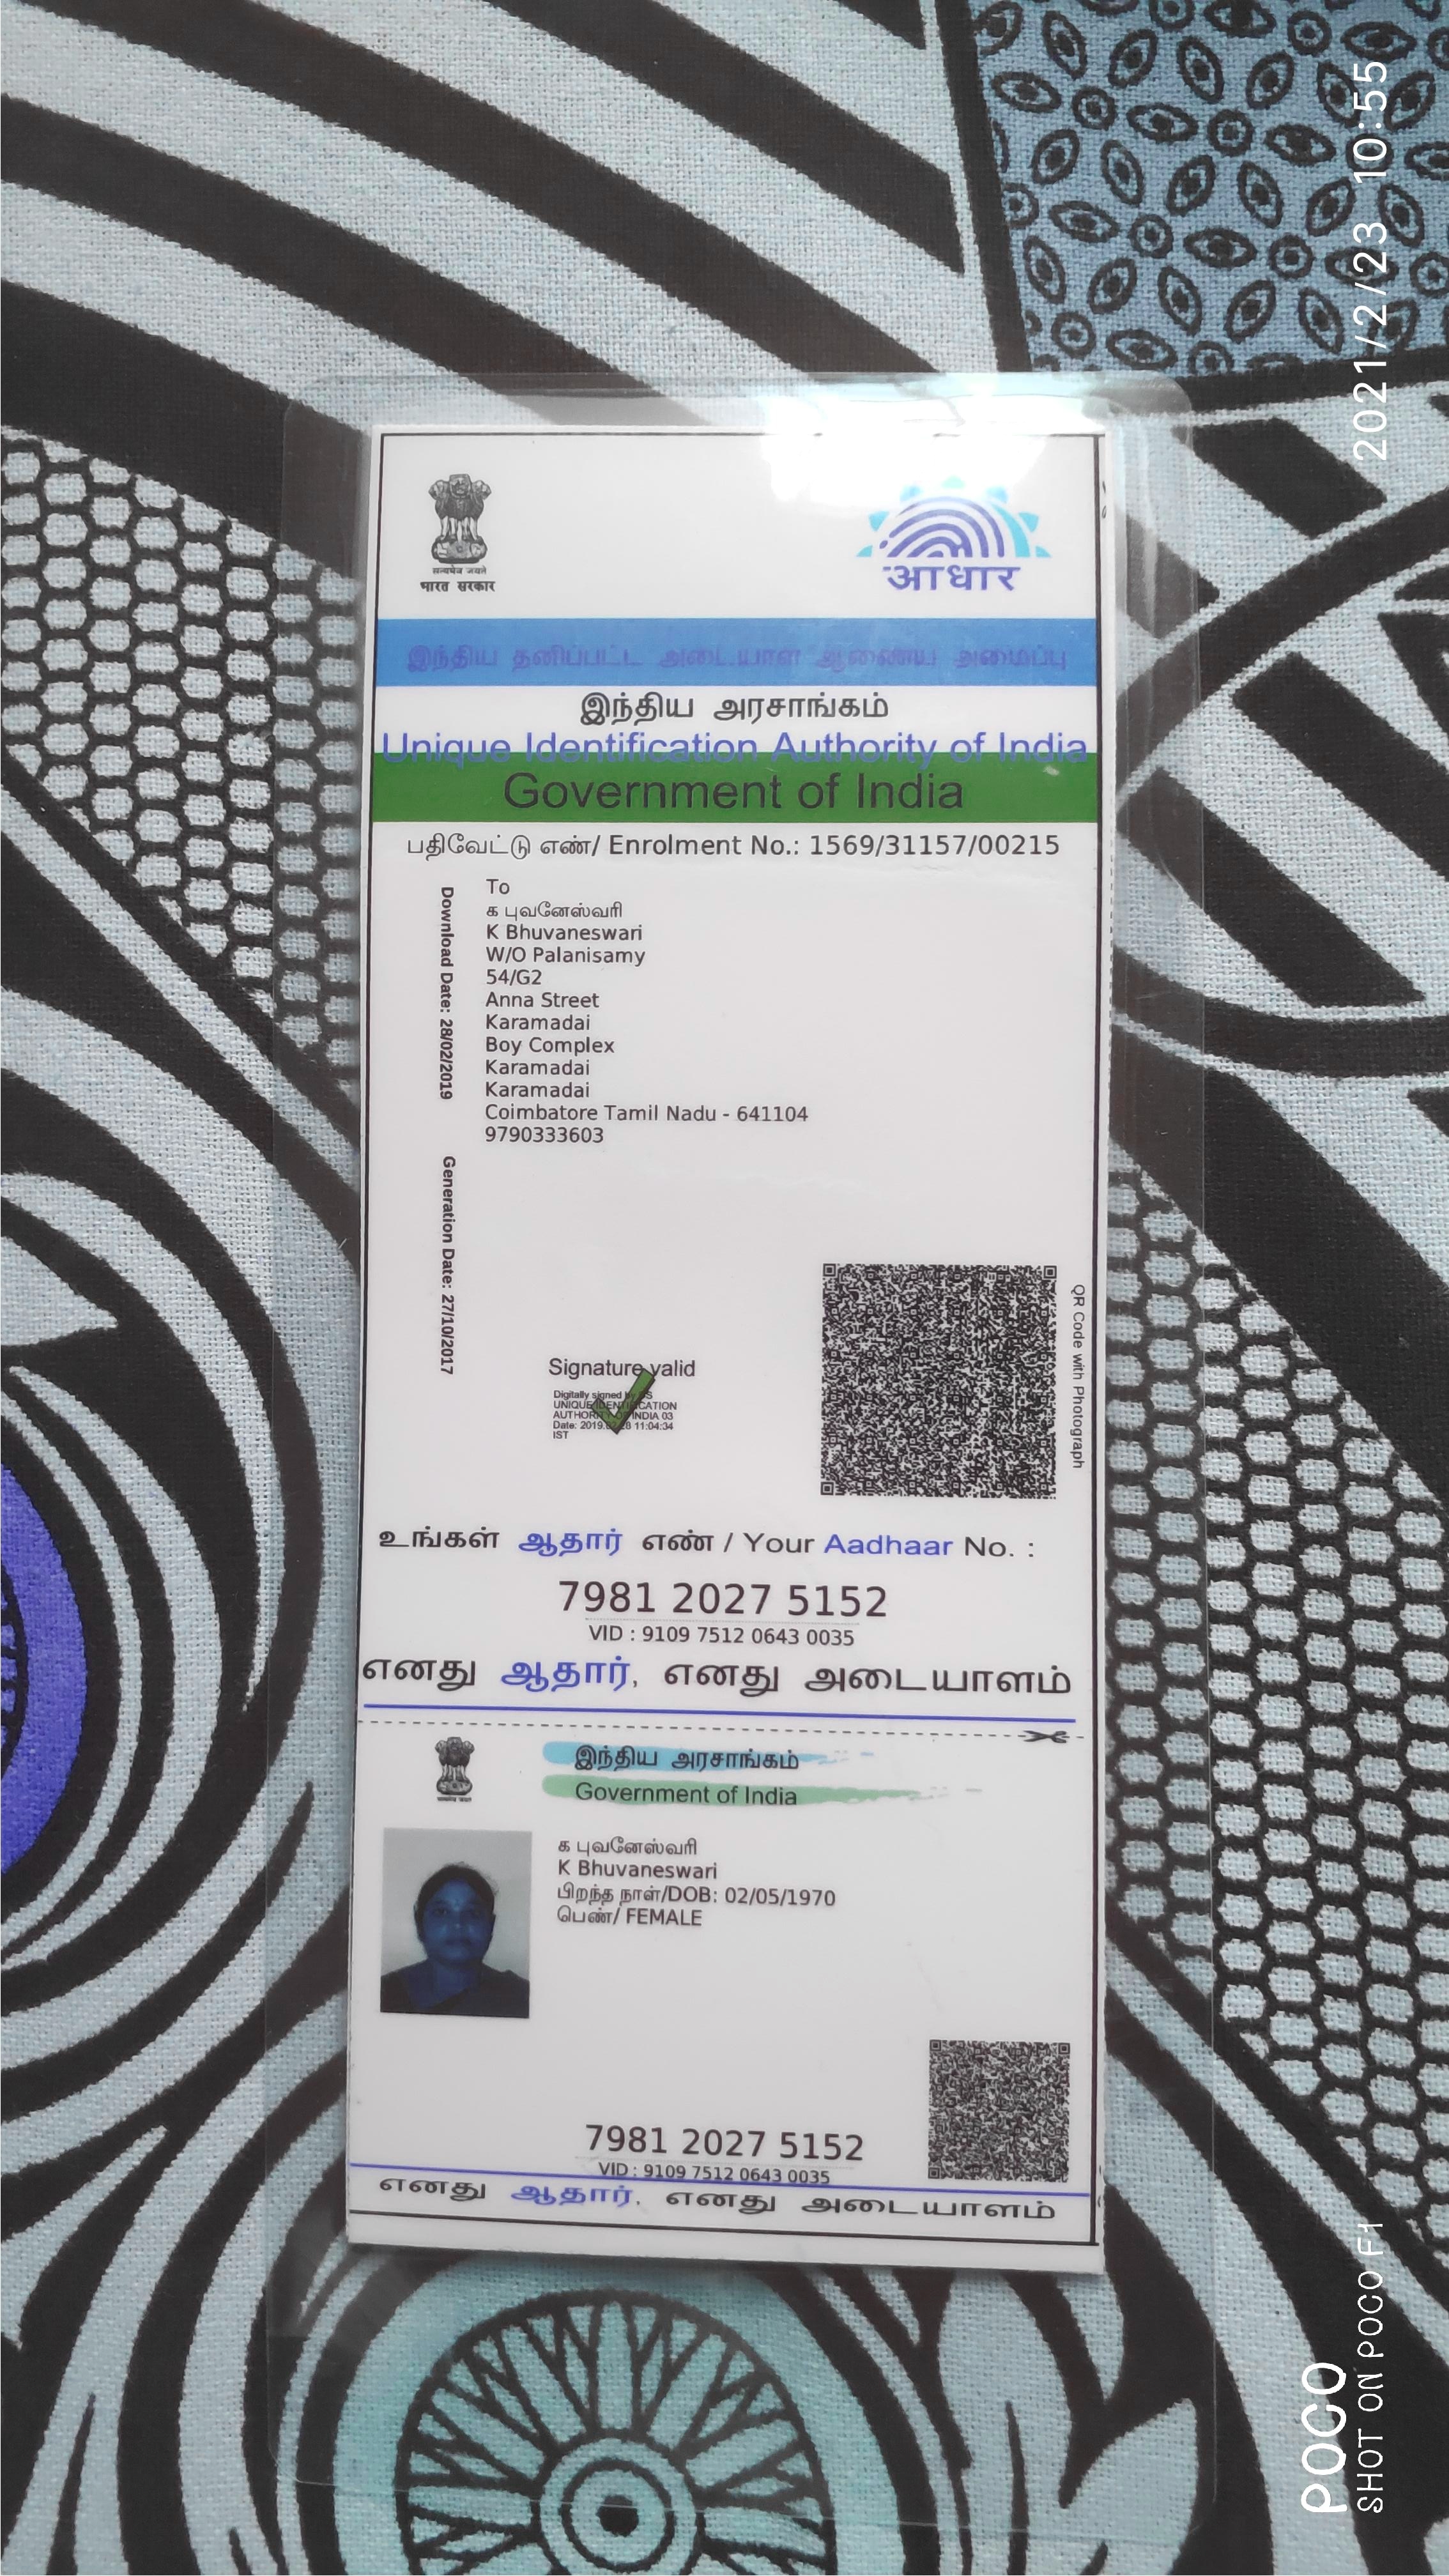 सत्यमेव जयते
भारत सरकार
आधार
இந்திய தனிப்பட்ட அடையாள ஆணைய அமைப்பு
இந்திய அரசாங்கம்
Unique Identification Authority of India
Government of India
பதிவேட்டு எண்/ Enrolment No.: 1569/31157/00215
Download Date: 28/02/2019
Generation Date: 27/10/2017
To
க புவனேஸ்வரி
K Bhuvaneswari
W/O Palanisamy
54/G2
Anna Street
Karamadai
Boy Complex
Karamadai
Karamadai
Coimbatore Tamil Nadu - 641104
9790333603
QR Code with Photograph
Signature valid
Digitally signed by DS
UNIQUE IDENTIFICATION
AUTHORITY OF INDIA 03
Date: 2019.02.28 11:04:34
IST
உங்கள் ஆதார் எண் / Your Aadhaar No. :
7981 2027 5152
VID : 9109 7512 0643 0035
எனது ஆதார், எனது அடையாளம்
இந்திய அரசாங்கம்
Government of India
க புவனேஸ்வரி
K Bhuvaneswari
பிறந்த நாள்/DOB: 02/05/1970
பெண்/ FEMALE
7981 2027 5152
VID : 9109 7512 0643 0035
எனது ஆதார், எனது அடையாளம்
2021/2/23 10:55
POCO
SHOT ON POCO F1